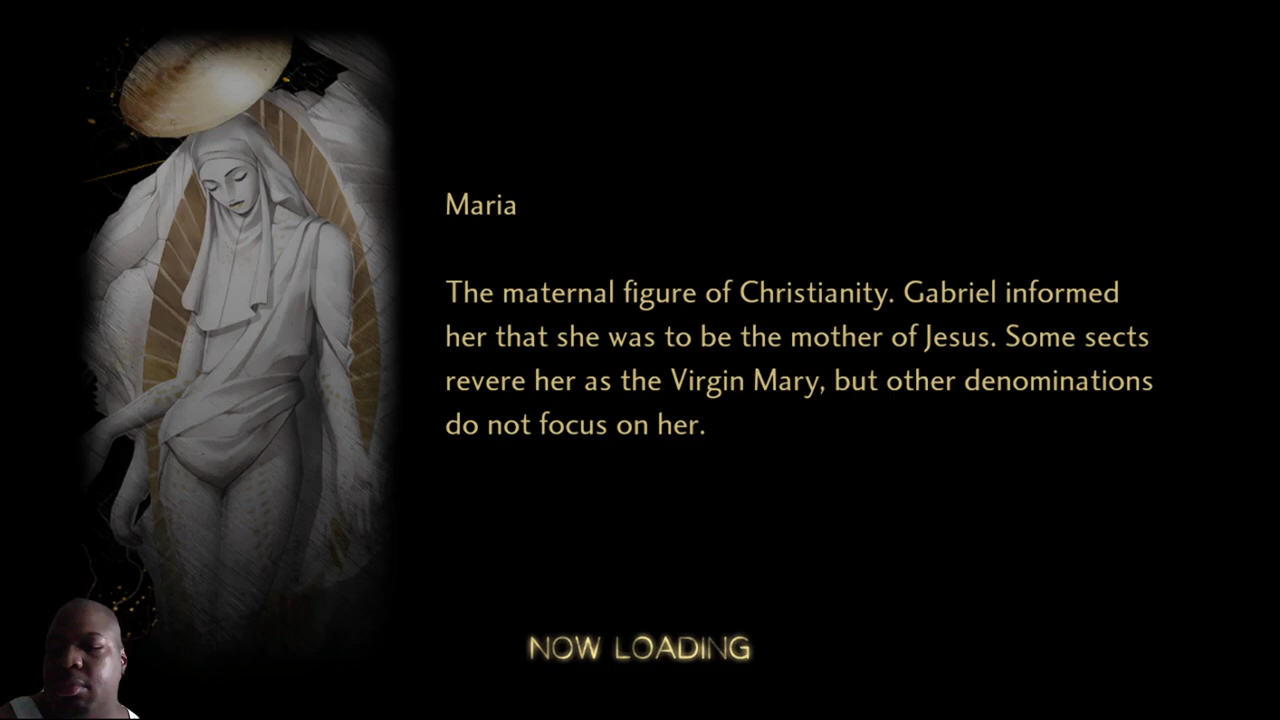 Maria
The maternal figure of Christianity. Gabriel informed
her that she was to be the mother of Jesus. Some sects
revere her as the Virgin Mary, but other denominations
do not focus on her.
NOW LOADING